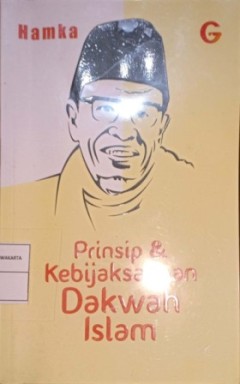 Hamka
G
Prinsip &
Kebijaksanaan
Dakwah
Islam